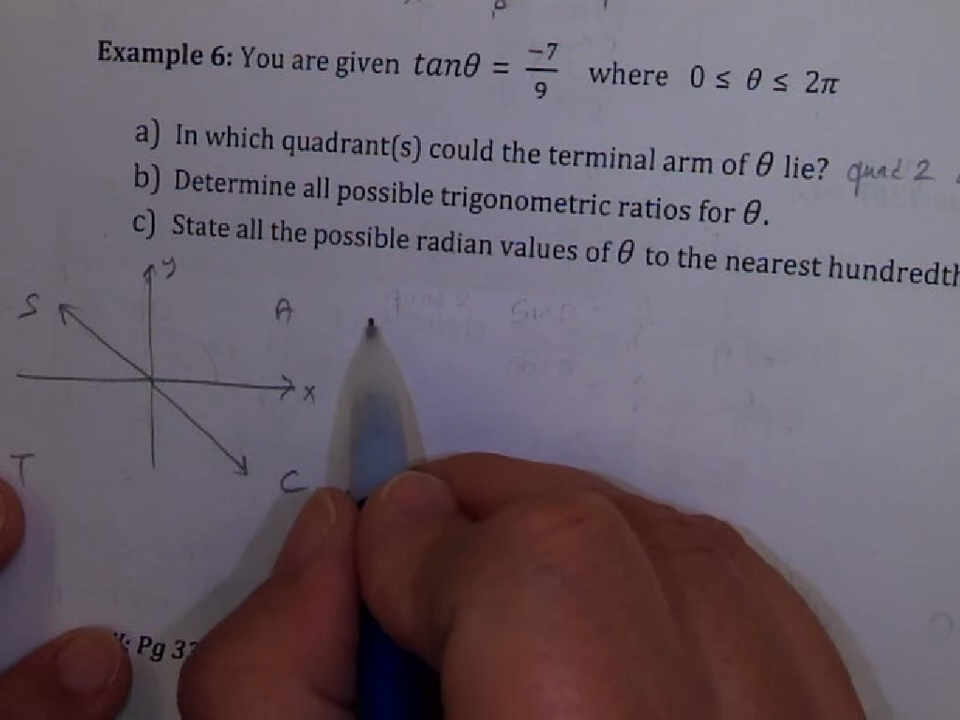 Example 6: You are given tanθ = -7/9 where 0 ≤ θ ≤ 2π
a) In which quadrant(s) could the terminal arm of θ lie? quad 2
b) Determine all possible trigonometric ratios for θ.
c) State all the possible radian values of θ to the nearest hundredth
y
S A
x
T C
Pg 33